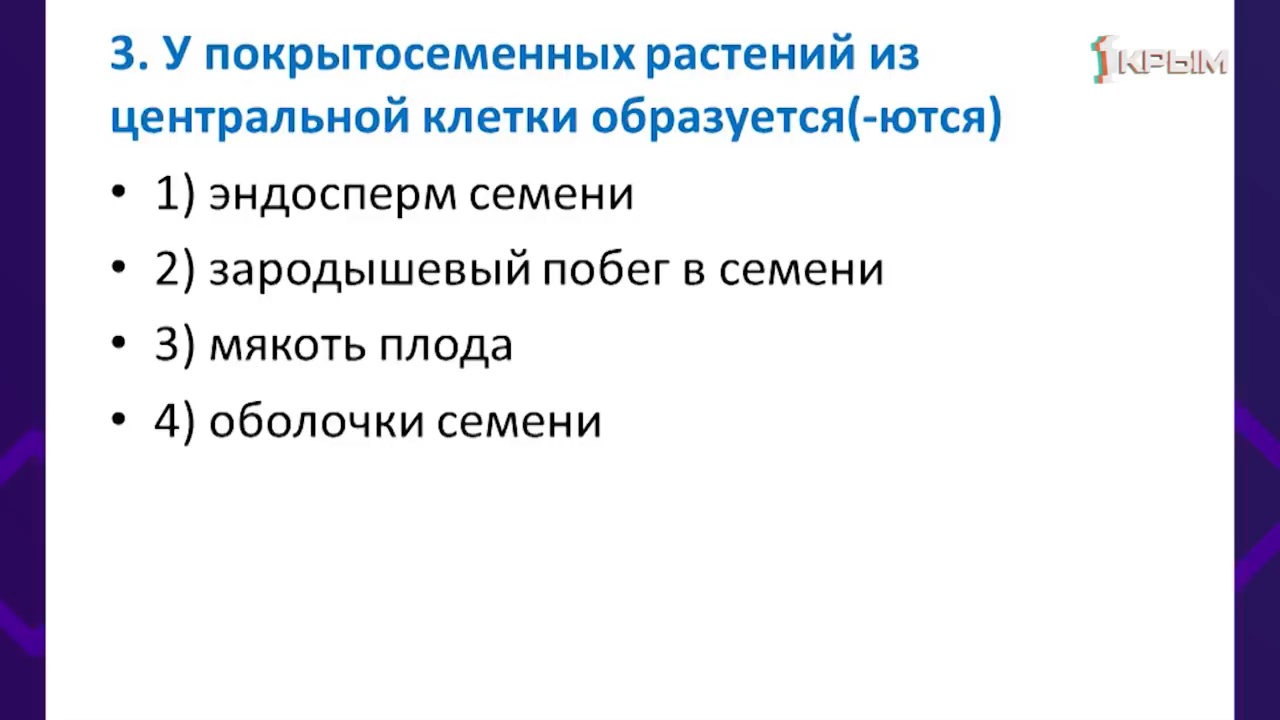 3. У покрытосеменных растений из
центральной клетки образуется(-ются)
• 1) эндосперм семени
• 2) зародышевый побег в семени
• 3) мякоть плода
• 4) оболочки семени
1КРЫМ